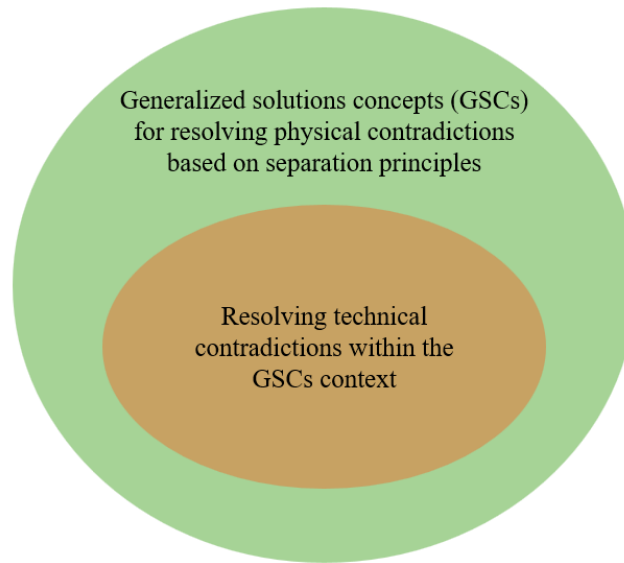 Generalized solutions concepts (GSCs)
for resolving physical contradictions
based on separation principles
Resolving technical
contradictions within the
GSCs context